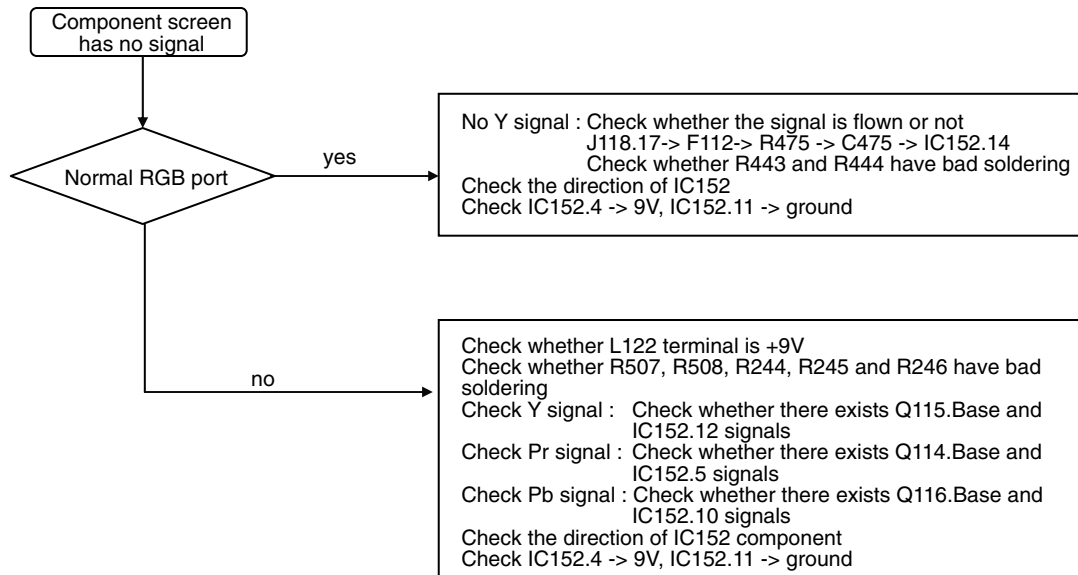 Component screen
has no signal
Normal RGB port
yes
No Y signal : Check whether the signal is flown or not
J118.17-> F112-> R475 -> C475 -> IC152.14
Check whether R443 and R444 have bad soldering
Check the direction of IC152
Check IC152.4 -> 9V, IC152.11 -> ground
no
Check whether L122 terminal is +9V
Check whether R507, R508, R244, R245 and R246 have bad
soldering
Check Y signal : Check whether there exists Q115.Base and
IC152.12 signals
Check Pr signal : Check whether there exists Q114.Base and
IC152.5 signals
Check Pb signal : Check whether there exists Q116.Base and
IC152.10 signals
Check the direction of IC152 component
Check IC152.4 -> 9V, IC152.11 -> ground